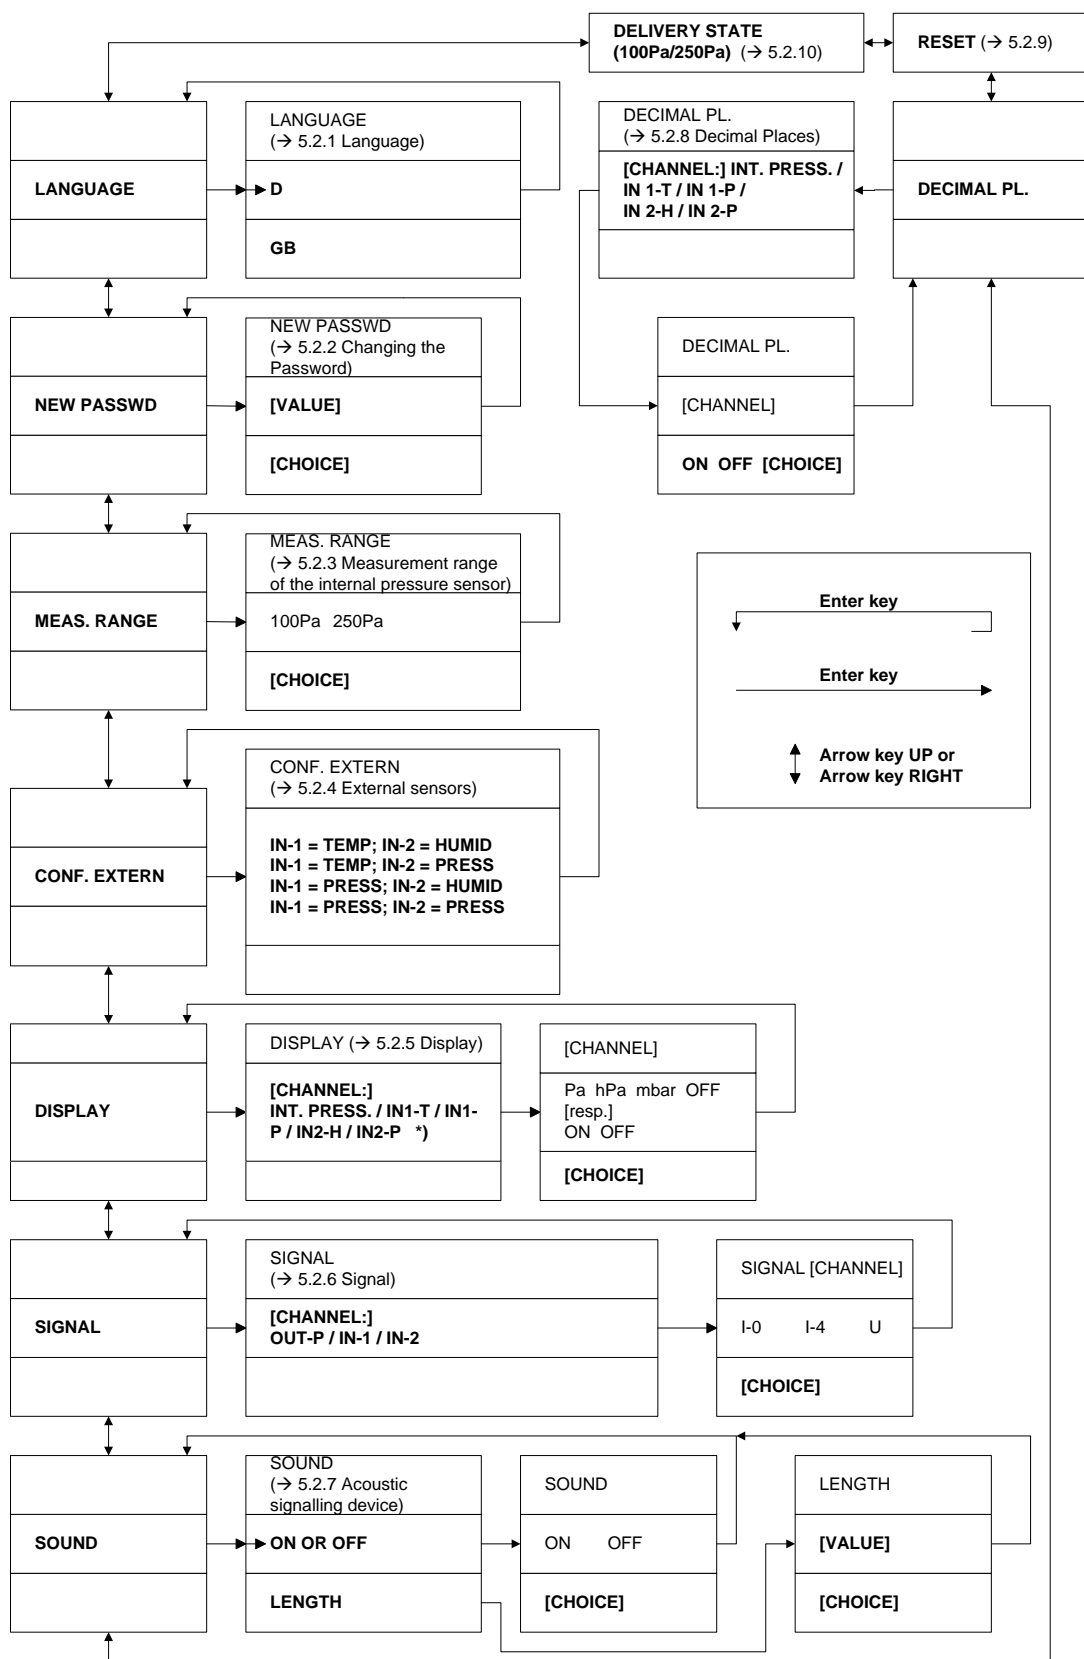 DELIVERY STATE
(100Pa/250Pa) (→ 5.2.10)
RESET (→ 5.2.9)
LANGUAGE
LANGUAGE
(→ 5.2.1 Language)
D
GB
DECIMAL PL.
(→ 5.2.8 Decimal Places)
[CHANNEL:] INT. PRESS. /
IN 1-T / IN 1-P /
IN 2-H / IN 2-P
DECIMAL PL.
NEW PASSWD
NEW PASSWD
(→ 5.2.2 Changing the
Password)
[VALUE]
[CHOICE]
DECIMAL PL.
[CHANNEL]
ON OFF [CHOICE]
MEAS. RANGE
MEAS. RANGE
(→ 5.2.3 Measurement range
of the internal pressure sensor)
100Pa 250Pa
[CHOICE]
Enter key
Enter key
Arrow key UP or
Arrow key RIGHT
CONF. EXTERN
CONF. EXTERN
(→ 5.2.4 External sensors)
IN-1 = TEMP; IN-2 = HUMID
IN-1 = TEMP; IN-2 = PRESS
IN-1 = PRESS; IN-2 = HUMID
IN-1 = PRESS; IN-2 = PRESS
DISPLAY
DISPLAY (→ 5.2.5 Display)
[CHANNEL:]
INT. PRESS. / IN1-T / IN1-
P / IN2-H / IN2-P *)
[CHANNEL]
Pa hPa mbar OFF
[resp.]
ON OFF
[CHOICE]
SIGNAL
SIGNAL
(→ 5.2.6 Signal)
[CHANNEL:]
OUT-P / IN-1 / IN-2
SIGNAL [CHANNEL]
I-0 I-4 U
[CHOICE]
SOUND
SOUND
(→ 5.2.7 Acoustic
signalling device)
ON OR OFF
LENGTH
SOUND
ON OFF
[CHOICE]
LENGTH
[VALUE]
[CHOICE]